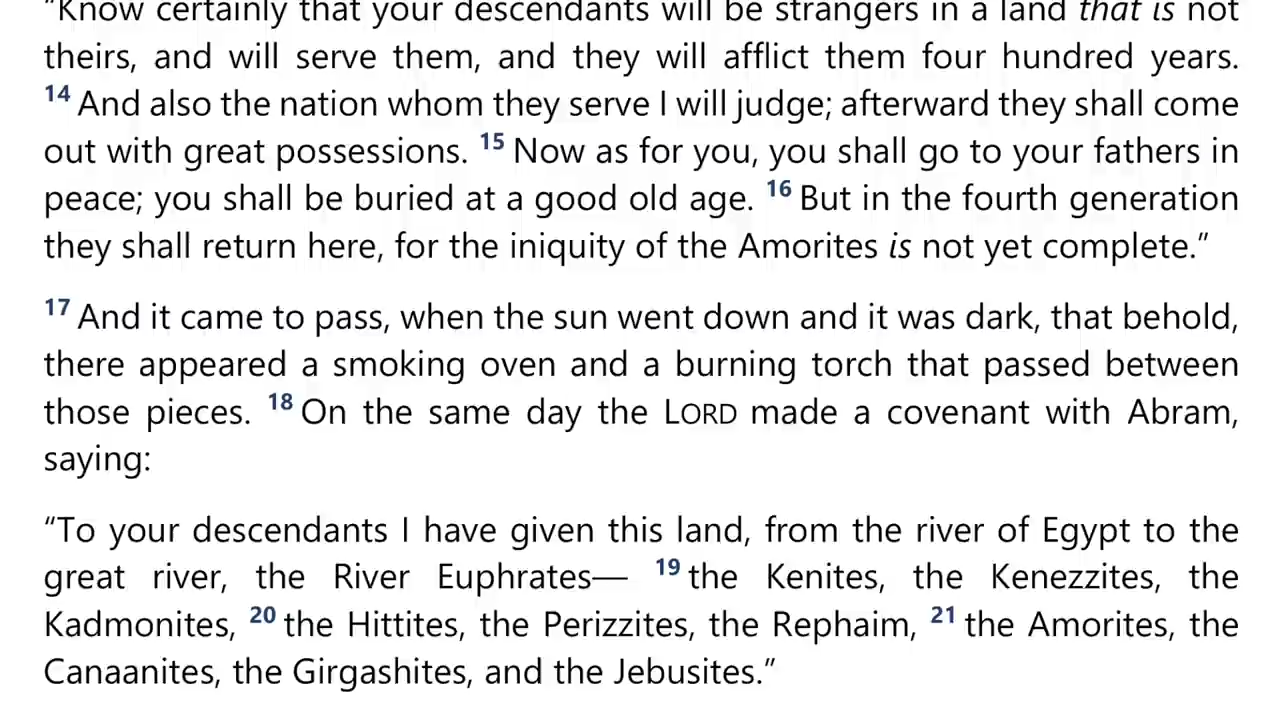 “Know certainly that your descendants will be strangers in a land that is not
theirs, and will serve them, and they will afflict them four hundred years.
14 And also the nation whom they serve I will judge; afterward they shall come
out with great possessions. 15 Now as for you, you shall go to your fathers in
peace; you shall be buried at a good old age. 16 But in the fourth generation
they shall return here, for the iniquity of the Amorites is not yet complete.”
17 And it came to pass, when the sun went down and it was dark, that behold,
there appeared a smoking oven and a burning torch that passed between
those pieces. 18 On the same day the LORD made a covenant with Abram,
saying:
“To your descendants I have given this land, from the river of Egypt to the
great river, the River Euphrates— 19 the Kenites, the Kenezzites, the
Kadmonites, 20 the Hittites, the Perizzites, the Rephaim, 21 the Amorites, the
Canaanites, the Girgashites, and the Jebusites.”